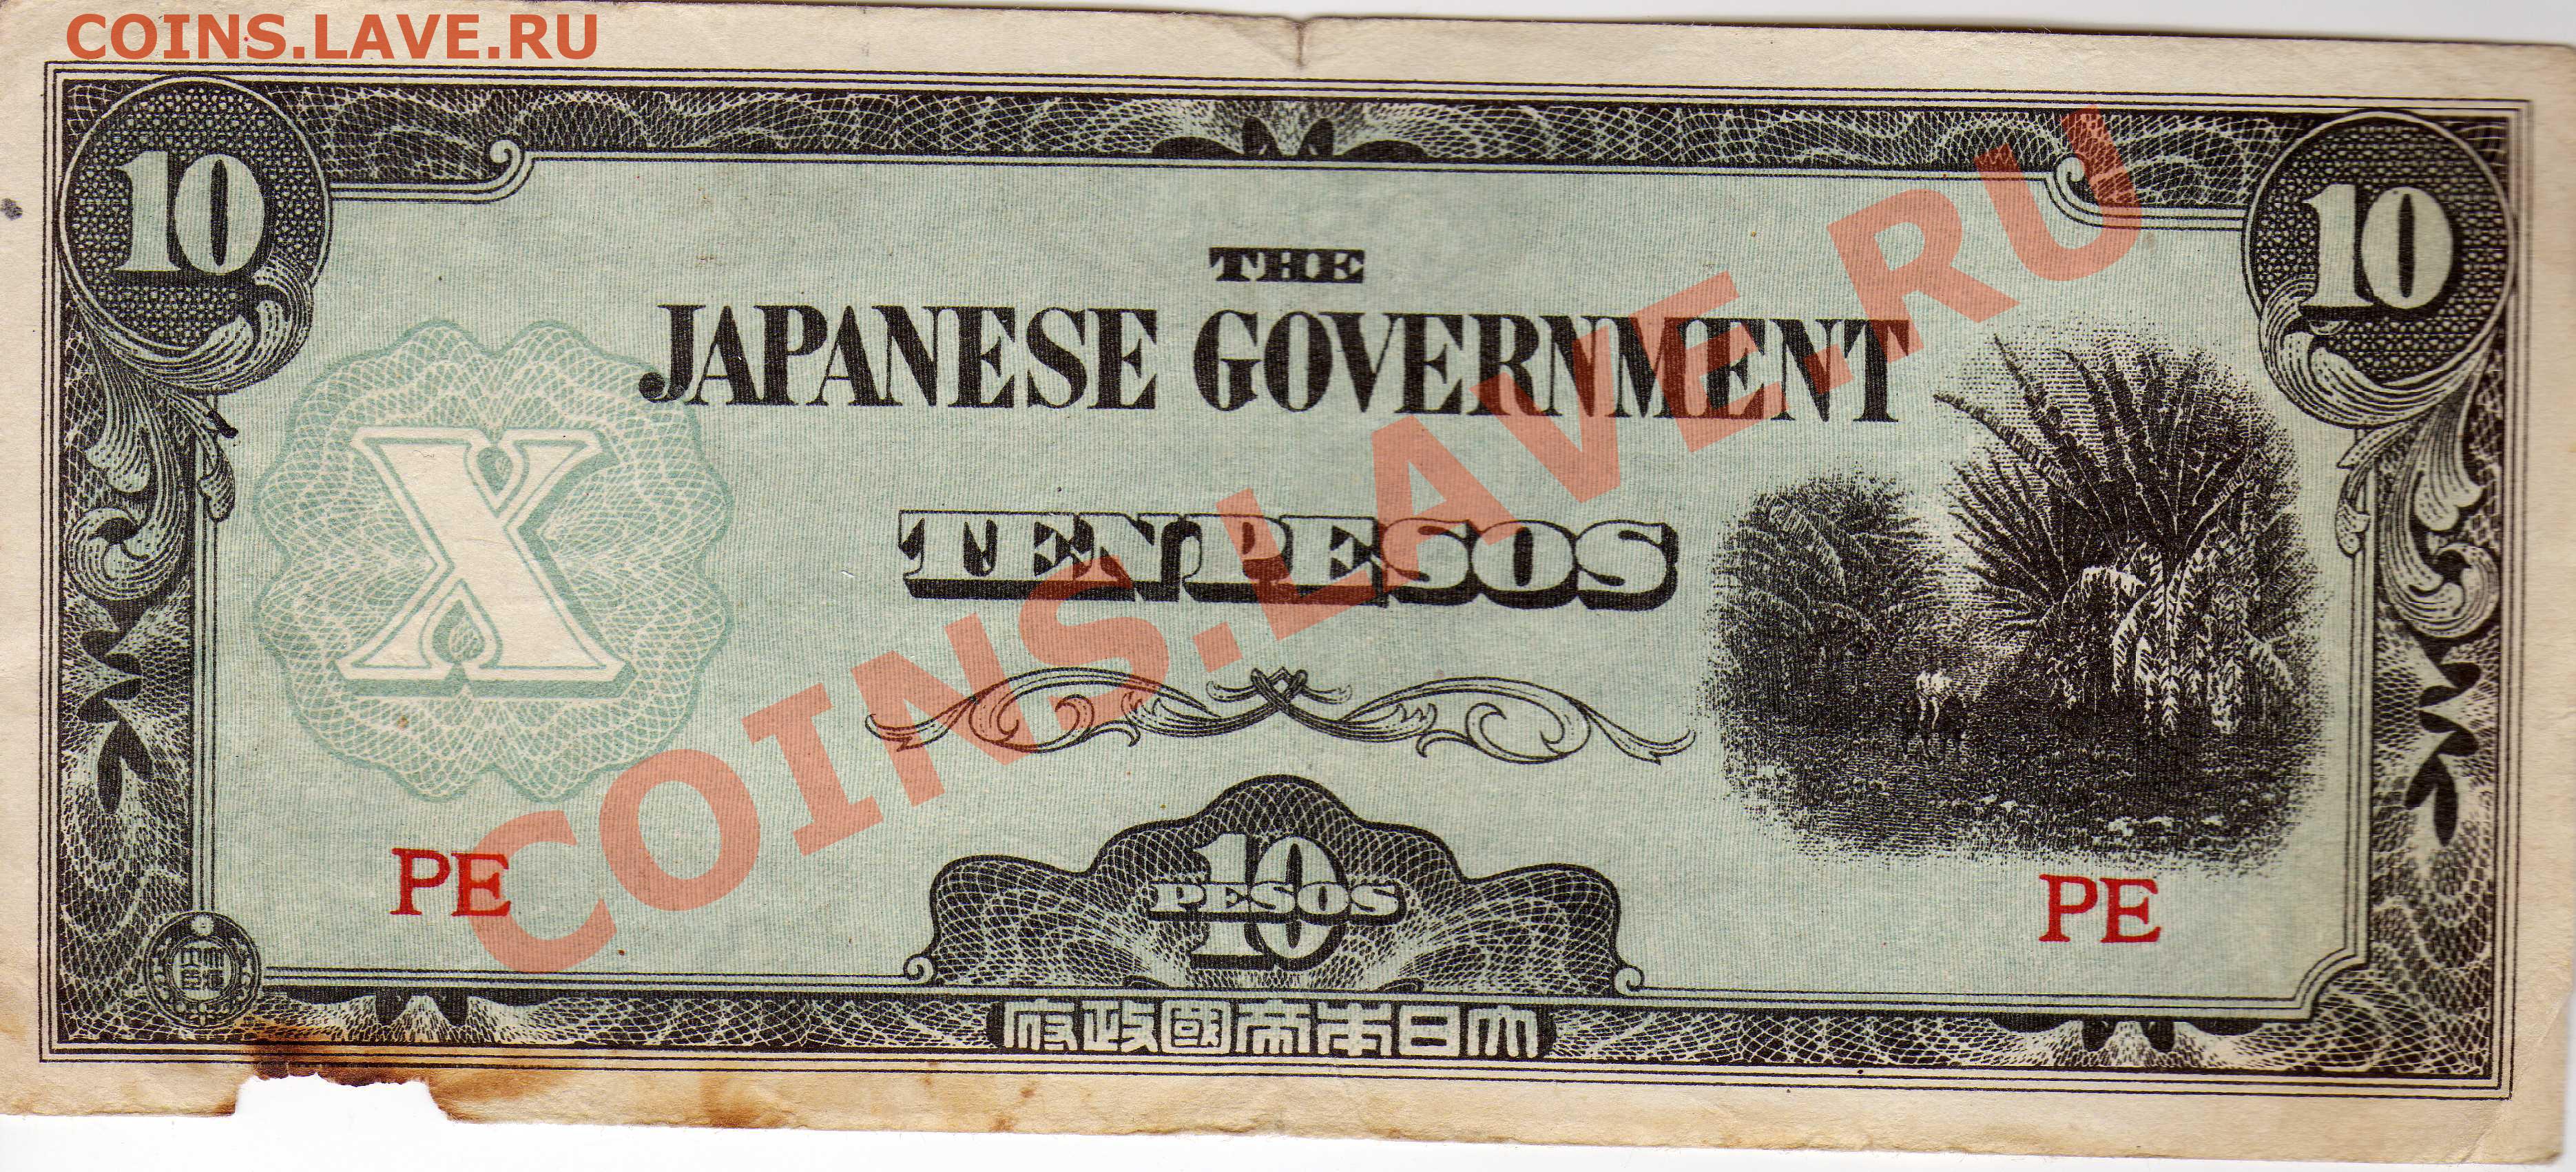 COINS.LAVE.RU
10
10
THE
JAPANESE GOVERNMENT
X
TEN PESOS
COINS.LAVE.RU
10
PESOS
10
PE
PE
府政國帝本日大